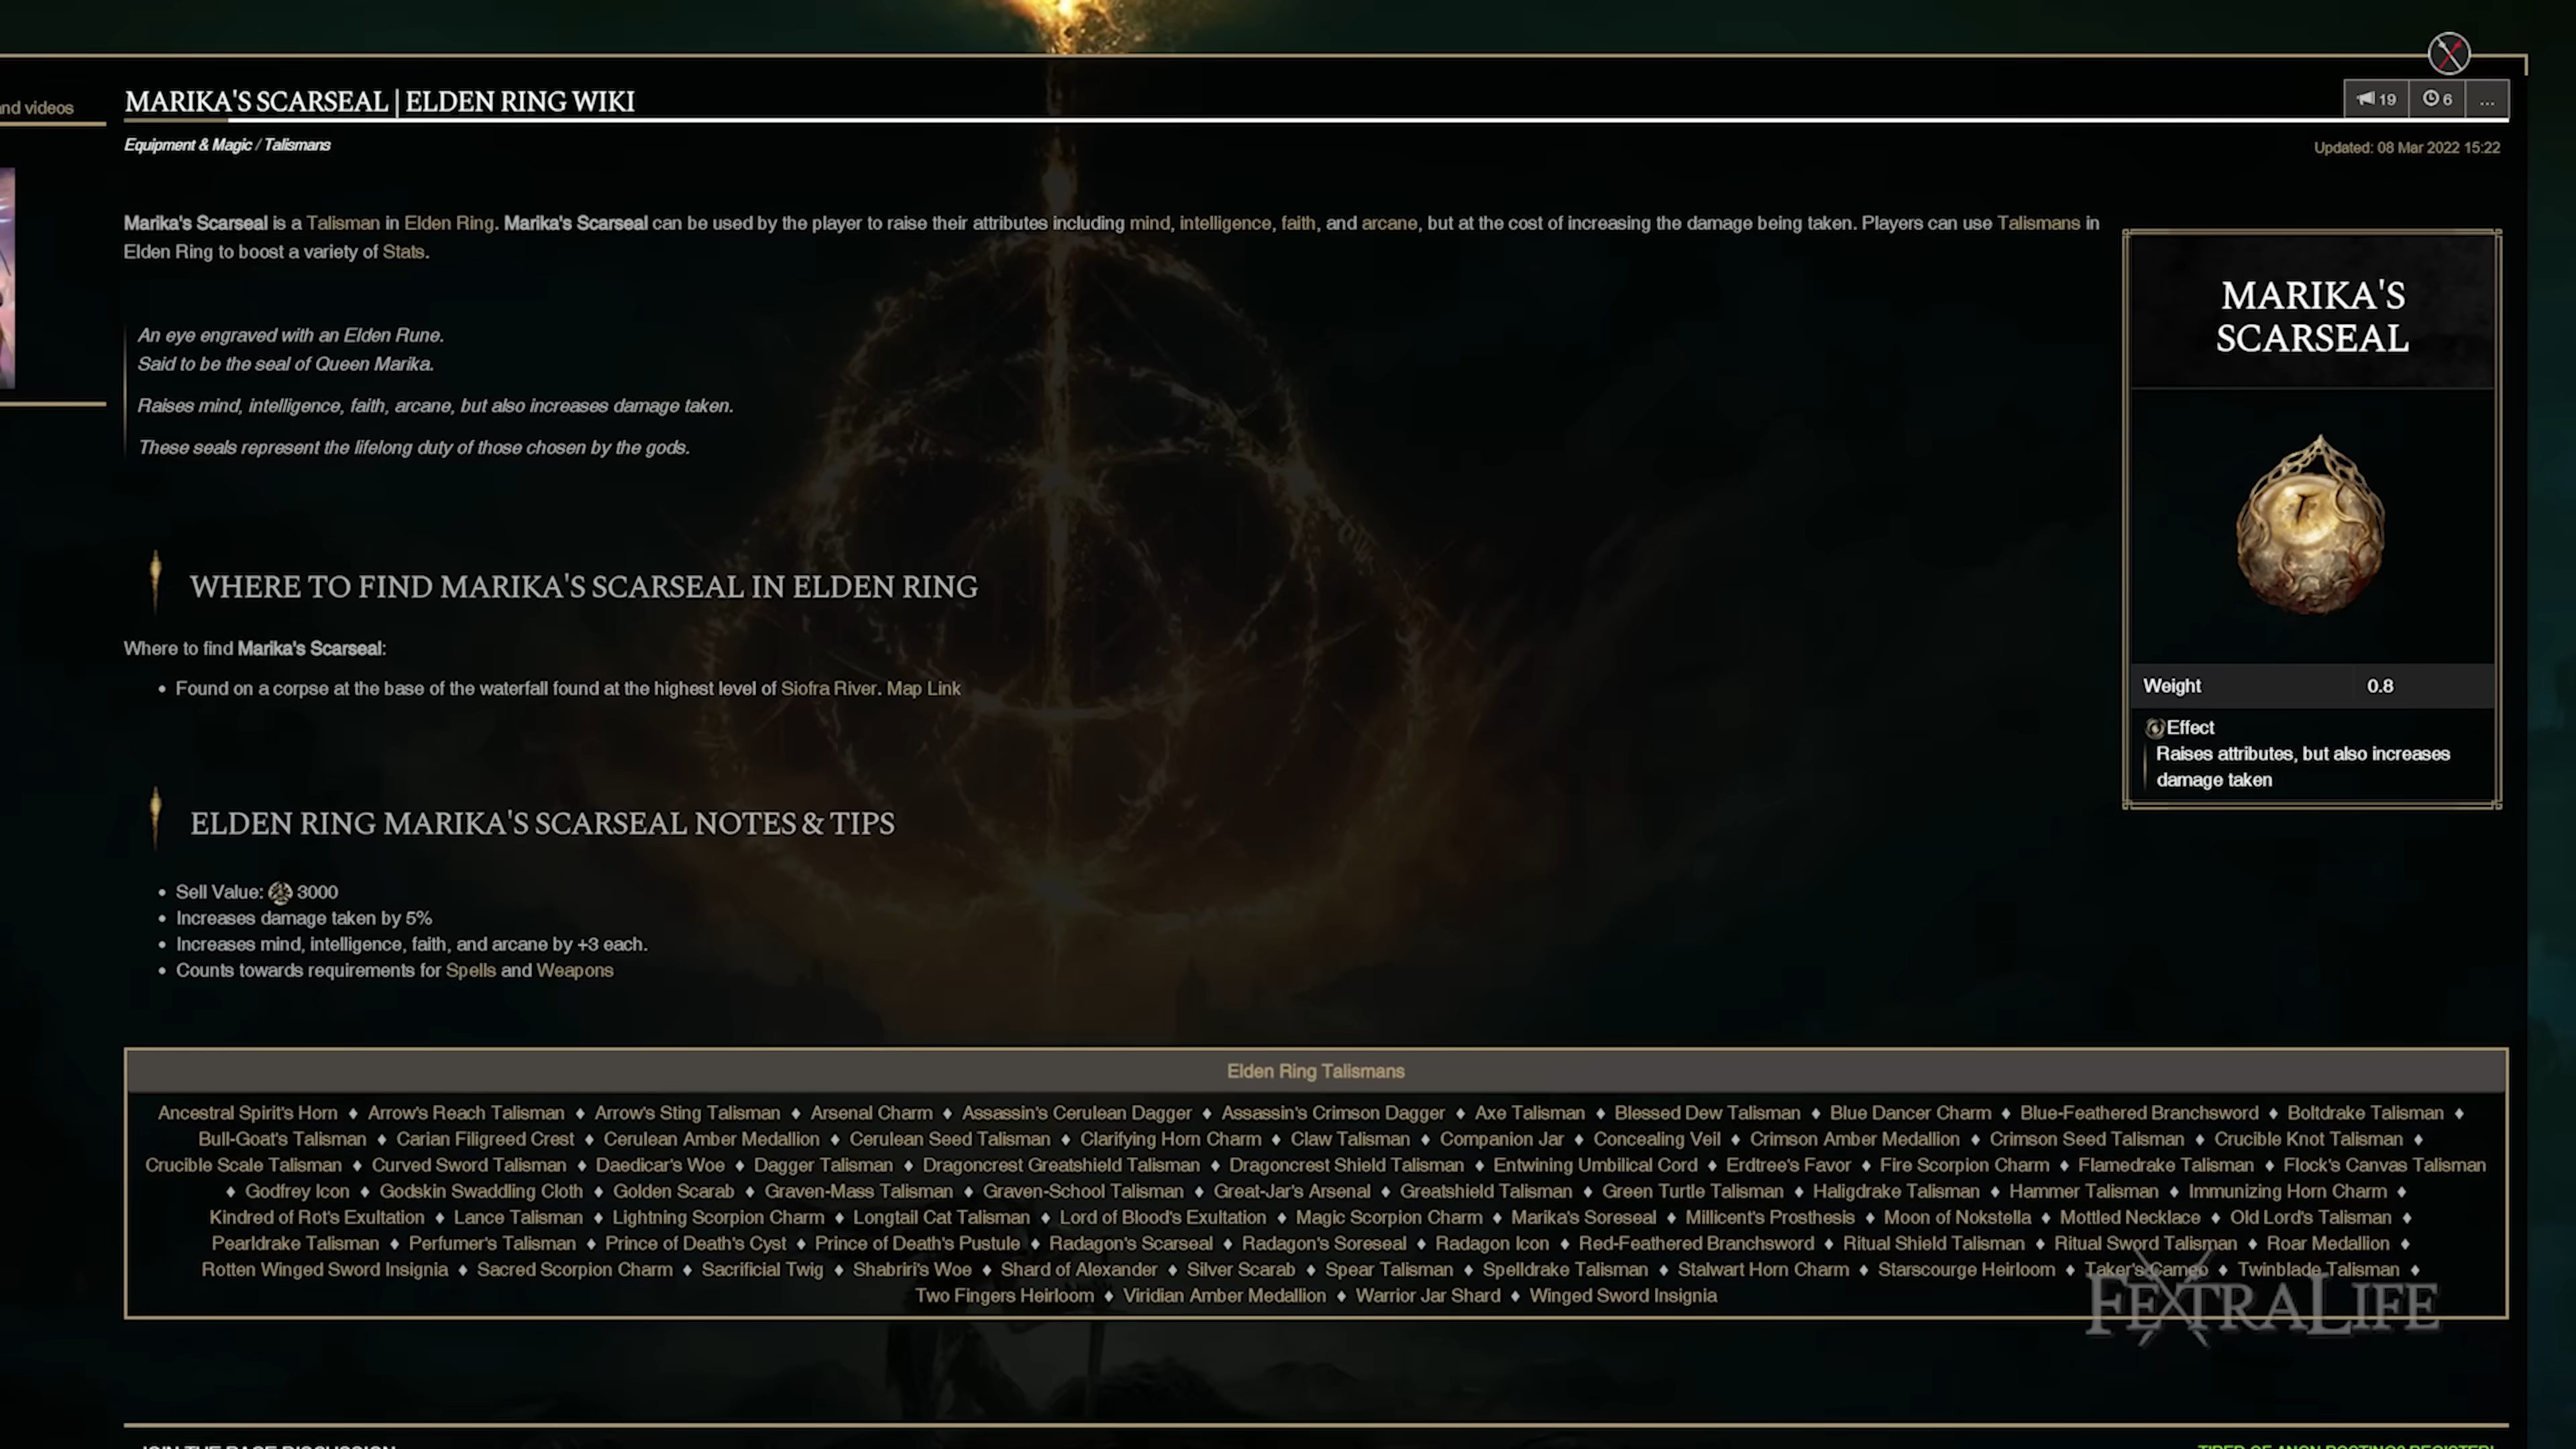 nd videos
MARIKA'S SCARSEAL | ELDEN RING WIKI
19 6 ...
Equipment & Magic / Talismans
Updated: 08 Mar 2022 15:22
Marika's Scarseal is a Talisman in Elden Ring. Marika's Scarseal can be used by the player to raise their attributes including mind, intelligence, faith, and arcane, but at the cost of increasing the damage being taken. Players can use Talismans in
Elden Ring to boost a variety of Stats.
An eye engraved with an Elden Rune.
Said to be the seal of Queen Marika.
Raises mind, intelligence, faith, arcane, but also increases damage taken.
These seals represent the lifelong duty of those chosen by the gods.
MARIKA'S
SCARSEAL
Weight 0.8
Effect
Raises attributes, but also increases
damage taken
WHERE TO FIND MARIKA'S SCARSEAL IN ELDEN RING
Where to find Marika's Scarseal:
• Found on a corpse at the base of the waterfall found at the highest level of Siofra River. Map Link
ELDEN RING MARIKA'S SCARSEAL NOTES & TIPS
• Sell Value: 3000
• Increases damage taken by 5%
• Increases mind, intelligence, faith, and arcane by +3 each.
• Counts towards requirements for Spells and Weapons
Elden Ring Talismans
Ancestral Spirit's Horn ♦ Arrow's Reach Talisman ♦ Arrow's Sting Talisman ♦ Arsenal Charm ♦ Assassin's Cerulean Dagger ♦ Assassin's Crimson Dagger ♦ Axe Talisman ♦ Blessed Dew Talisman ♦ Blue Dancer Charm ♦ Blue-Feathered Branchsword ♦ Boltdrake Talisman ♦
Bull-Goat's Talisman ♦ Carian Filigreed Crest ♦ Cerulean Amber Medallion ♦ Cerulean Seed Talisman ♦ Clarifying Horn Charm ♦ Claw Talisman ♦ Companion Jar ♦ Concealing Veil ♦ Crimson Amber Medallion ♦ Crimson Seed Talisman ♦ Crucible Knot Talisman ♦
Crucible Scale Talisman ♦ Curved Sword Talisman ♦ Daedicar's Woe ♦ Dagger Talisman ♦ Dragoncrest Greatshield Talisman ♦ Dragoncrest Shield Talisman ♦ Entwining Umbilical Cord ♦ Erdtree's Favor ♦ Fire Scorpion Charm ♦ Flamedrake Talisman ♦ Flock's Canvas Talisman
♦ Godfrey Icon ♦ Godskin Swaddling Cloth ♦ Golden Scarab ♦ Graven-Mass Talisman ♦ Graven-School Talisman ♦ Great-Jar's Arsenal ♦ Greatshield Talisman ♦ Green Turtle Talisman ♦ Haligdrake Talisman ♦ Hammer Talisman ♦ Immunizing Horn Charm ♦
Kindred of Rot's Exultation ♦ Lance Talisman ♦ Lightning Scorpion Charm ♦ Longtail Cat Talisman ♦ Lord of Blood's Exultation ♦ Magic Scorpion Charm ♦ Marika's Soreseal ♦ Millicent's Prosthesis ♦ Moon of Nokstella ♦ Mottled Necklace ♦ Old Lord's Talisman ♦
Pearldrake Talisman ♦ Perfumer's Talisman ♦ Prince of Death's Cyst ♦ Prince of Death's Pustule ♦ Radagon's Scarseal ♦ Radagon's Soreseal ♦ Radagon Icon ♦ Red-Feathered Branchsword ♦ Ritual Shield Talisman ♦ Ritual Sword Talisman ♦ Roar Medallion ♦
Rotten Winged Sword Insignia ♦ Sacred Scorpion Charm ♦ Sacrificial Twig ♦ Shabriri's Woe ♦ Shard of Alexander ♦ Silver Scarab ♦ Spear Talisman ♦ Spelldrake Talisman ♦ Stalwart Horn Charm ♦ Starscourge Heirloom ♦ Taker's Cameo ♦ Twinblade Talisman ♦
Two Fingers Heirloom ♦ Viridian Amber Medallion ♦ Warrior Jar Shard ♦ Winged Sword Insignia
FEXTRALIFE
JOIN THE PAGE DISCUSSION
TIRED OF ANON POSTING? REGISTER!